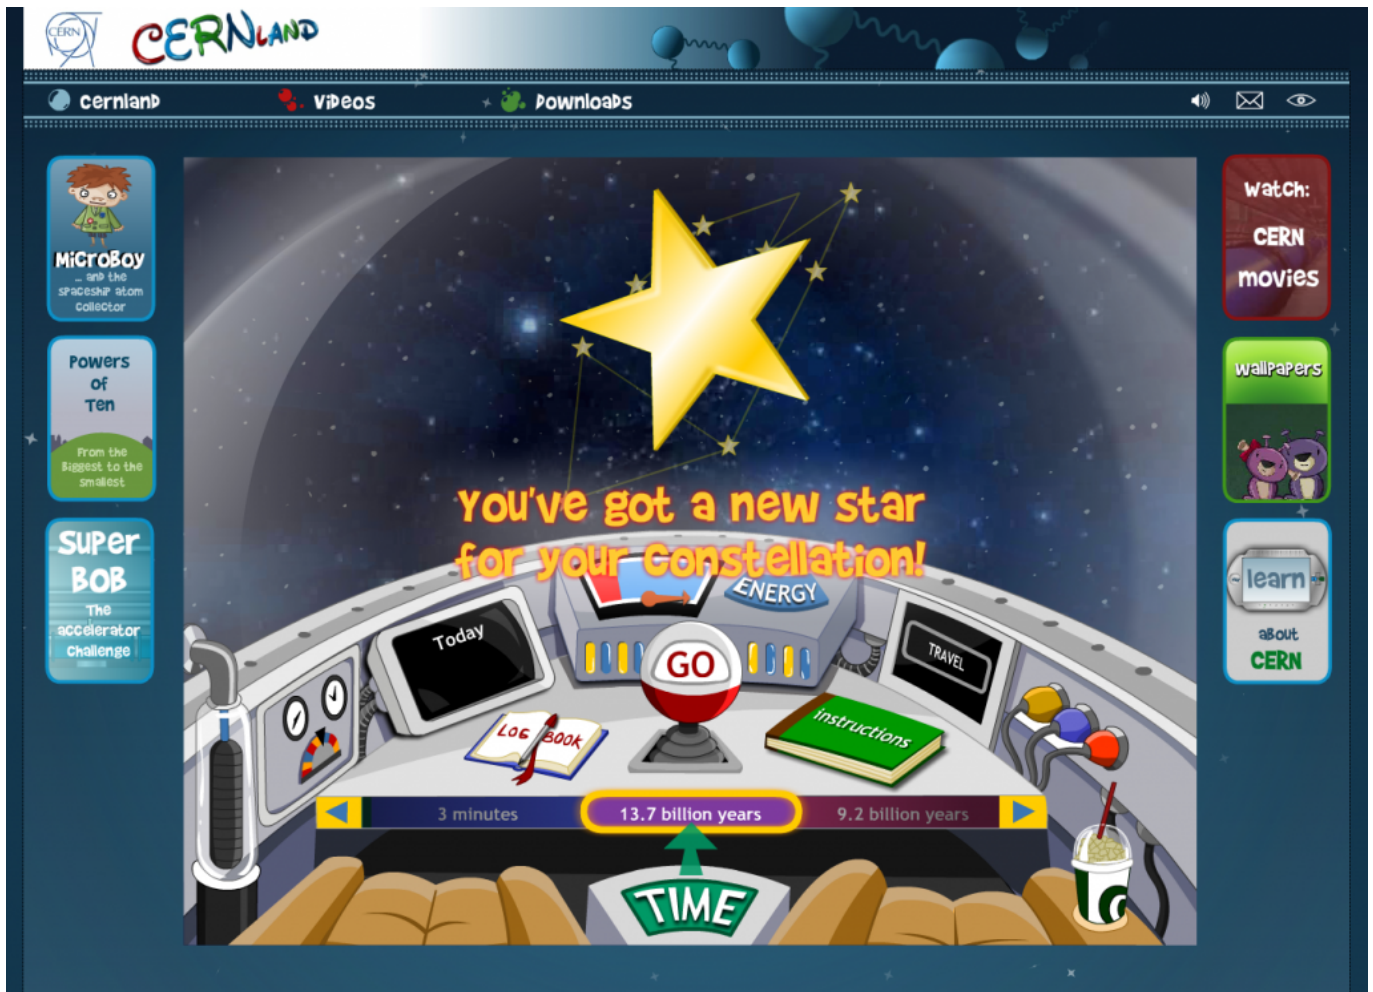 CERN
CERNLAND
cernland
Videos
Downloads
MicroBoy
... and the
spaceship atom
collector
Powers
of
Ten
From the
Biggest to the
smallest
Super
BOB
The
accelerator
challenge
You've got a new star
for your constellation!
ENERGY
Today
GO
TRAVEL
LOG BOOK
instructions
3 minutes
13.7 billion years
9.2 billion years
TIME
Watch:
CERN
movies
Wallpapers
learn
about
CERN